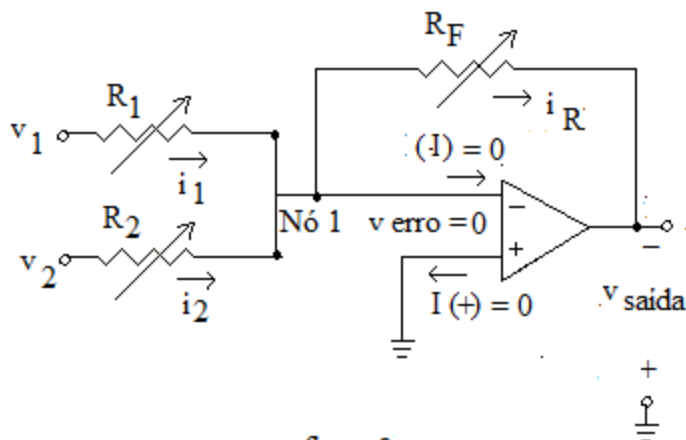 R_F
R_1
v_1
i_R
(-I) = 0
i_1
R_2
Nó 1
v erro = 0
−
+
v_2
i_2
I (+) = 0
−
v saída
+